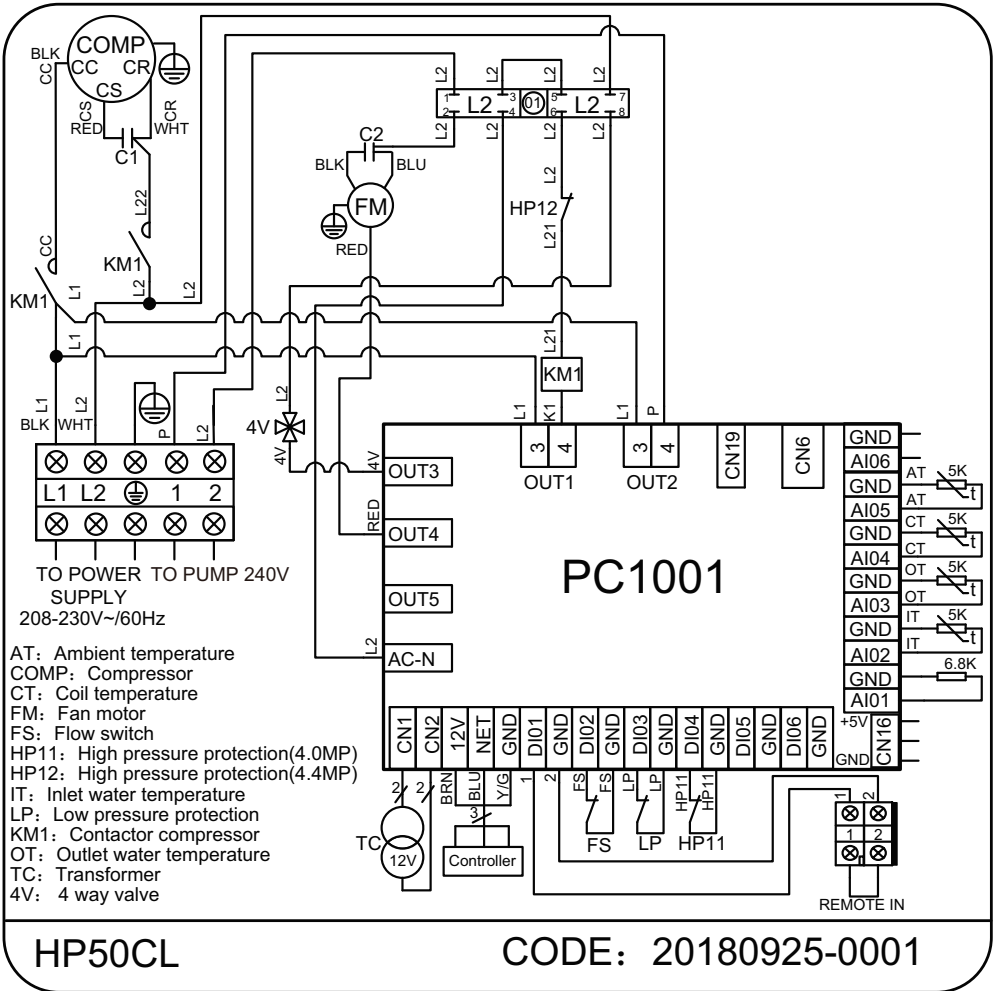 COMP
BLK
CC
CR
CC
CS
CS
RED
CR
WHT
C1
L22
CC
KM1
KM1
L1
L2
L2
L1
L1
BLK
L2
WHT
P
L2
L1 L2 1 2
TO POWER SUPPLY
208-230V~/60Hz
TO PUMP 240V
C2
BLK
BLU
FM
RED
L2
L2
L2
L2
1
2
L2
3
4
01
5
6
L2
7
8
L2
L2
L2
L2
L2
HP12
L21
L21
KM1
L1
K1
L1
P
L2
4V
4V
4V
RED
L2
OUT3
OUT4
OUT5
AC-N
3
4
OUT1
3
4
OUT2
CN19
CN6
PC1001
GND
AI06
GND
AI05
GND
AI04
GND
AI03
GND
AI02
GND
AI01
+5V
GND
CN16
AT
AT
5K
t
CT
CT
5K
t
OT
OT
5K
t
IT
IT
5K
t
6.8K
CN1
CN2
12V
NET
GND
DI01
GND
DI02
GND
DI03
GND
DI04
GND
DI05
GND
DI06
GND
2
2
BRN
BLU
Y/G
3
1
2
FS
FS
LP
LP
HP11
HP11
TC
12V
Controller
FS
LP
HP11
1
2
1
2
REMOTE IN
AT: Ambient temperature
COMP: Compressor
CT: Coil temperature
FM: Fan motor
FS: Flow switch
HP11: High pressure protection(4.0MP)
HP12: High pressure protection(4.4MP)
IT: Inlet water temperature
LP: Low pressure protection
KM1: Contactor compressor
OT: Outlet water temperature
TC: Transformer
4V: 4 way valve
HP50CL
CODE: 20180925-0001